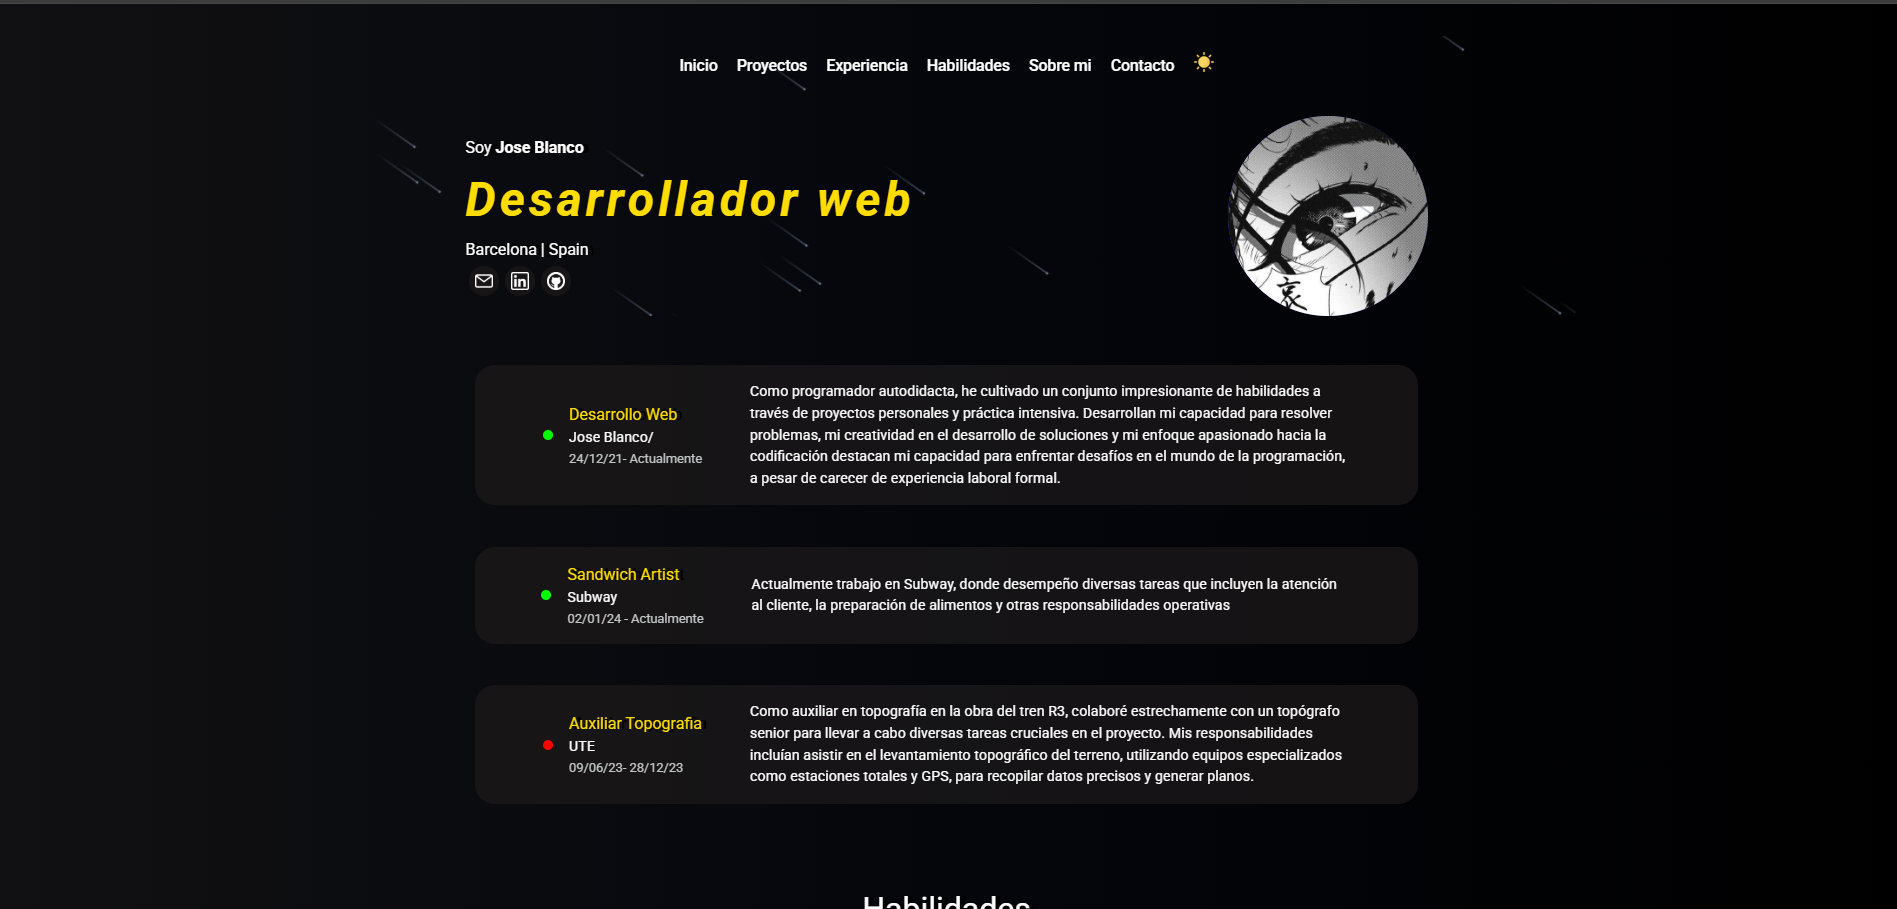 Inicio Proyectos Experiencia Habilidades Sobre mi Contacto
Soy Jose Blanco
Desarrollador web
Barcelona | Spain
Desarrollo Web
Jose Blanco/
24/12/21- Actualmente
Como programador autodidacta, he cultivado un conjunto impresionante de habilidades a
través de proyectos personales y práctica intensiva. Desarrollan mi capacidad para resolver
problemas, mi creatividad en el desarrollo de soluciones y mi enfoque apasionado hacia la
codificación destacan mi capacidad para enfrentar desafíos en el mundo de la programación,
a pesar de carecer de experiencia laboral formal.
Sandwich Artist
Subway
02/01/24 - Actualmente
Actualmente trabajo en Subway, donde desempeño diversas tareas que incluyen la atención
al cliente, la preparación de alimentos y otras responsabilidades operativas
Auxiliar Topografia
UTE
09/06/23- 28/12/23
Como auxiliar en topografía en la obra del tren R3, colaboré estrechamente con un topógrafo
senior para llevar a cabo diversas tareas cruciales en el proyecto. Mis responsabilidades
incluían asistir en el levantamiento topográfico del terreno, utilizando equipos especializados
como estaciones totales y GPS, para recopilar datos precisos y generar planos.
Habilidades